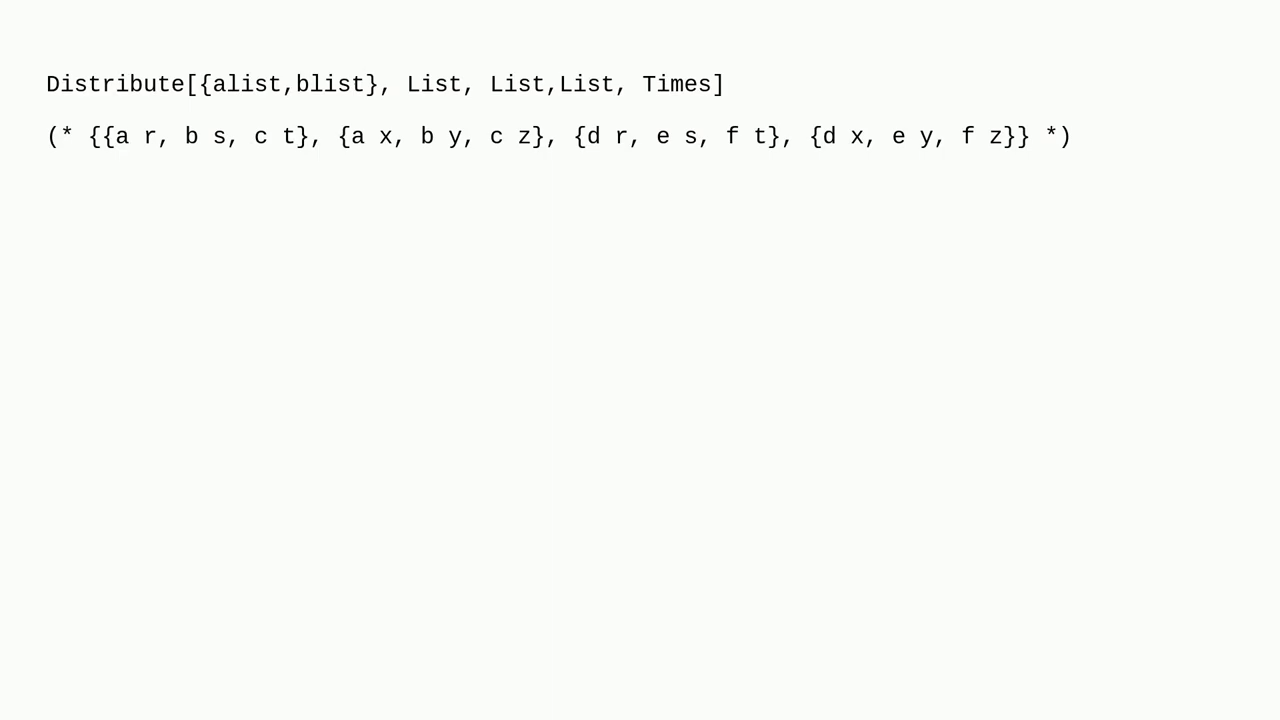 Distribute[{alist,blist}, List, List,List, Times]
(* {{a r, b s, c t}, {a x, b y, c z}, {d r, e s, f t}, {d x, e y, f z}} *)